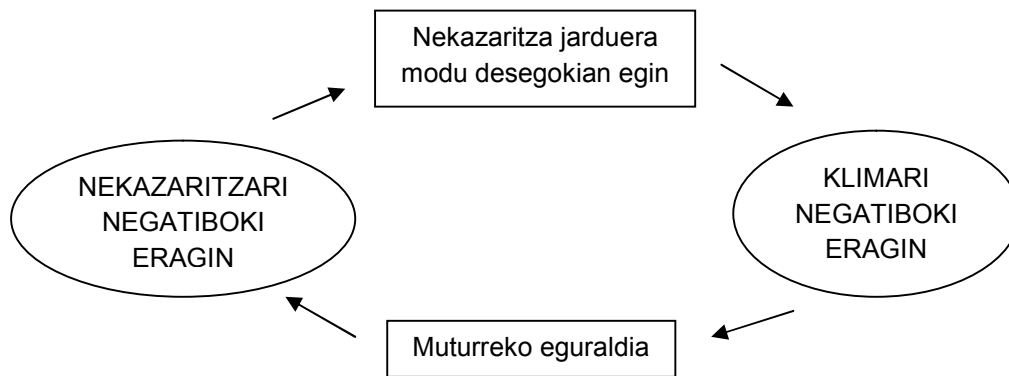 Nekazaritza jarduera
modu desegokian egin
NEKAZARITZARI
NEGATIBOKI
ERAGIN
KLIMARI
NEGATIBOKI
ERAGIN
Muturreko eguraldia